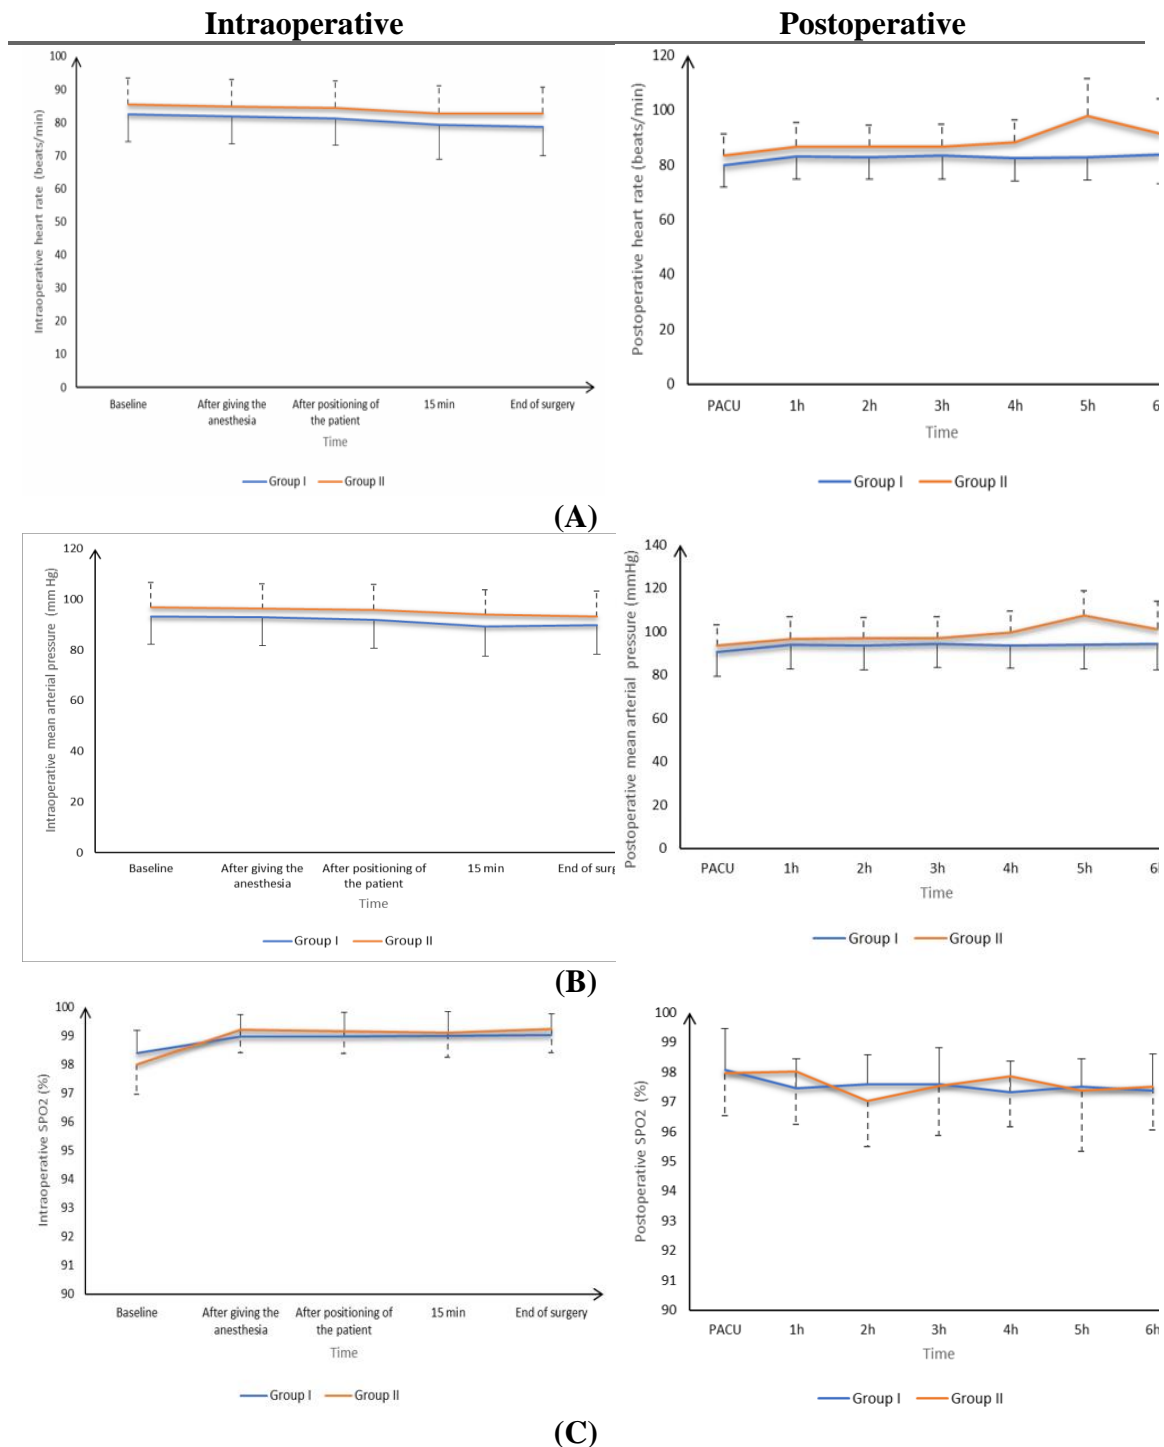 Intraoperative
Postoperative
Intraoperative heart rate (beats/min)
100
90
80
70
60
50
40
30
20
10
0
Baseline
After giving the
anesthesia
After positioning of
the patient
15 min
End of surgery
Time
Group I
Group II
Postoperative heart rate (beats/min)
120
100
80
60
40
20
0
PACU
1h
2h
3h
4h
5h
6
Time
Group I
Group II
(A)
Intraoperative mean arterial pressure (mm Hg)
120
100
80
60
40
20
0
Baseline
After giving the
anesthesia
After positioning of
the patient
15 min
End of surg
Time
Group I
Group II
Postoperative mean arterial pressure (mmHg)
140
120
100
80
60
40
20
0
PACU
1h
2h
3h
4h
5h
6
Time
Group I
Group II
(B)
Intraoperative SPO2 (%)
100
99
98
97
96
95
94
93
92
91
90
Baseline
After giving the
anesthesia
After positioning of
the patient
15 min
End of surgery
Time
Group I
Group II
Postoperative SPO2 (%)
100
99
98
97
96
95
94
93
92
91
90
PACU
1h
2h
3h
4h
5h
6h
Time
Group I
Group II
(C)